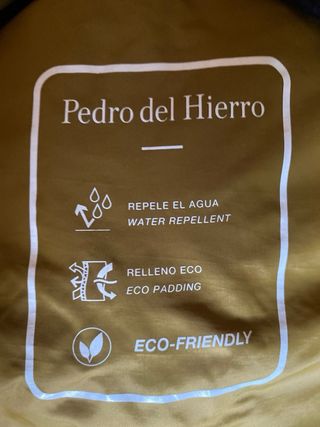 Pedro del Hierro
REPELE EL AGUA
WATER REPELLENT
RELLENO ECO
ECO PADDING
ECO-FRIENDLY